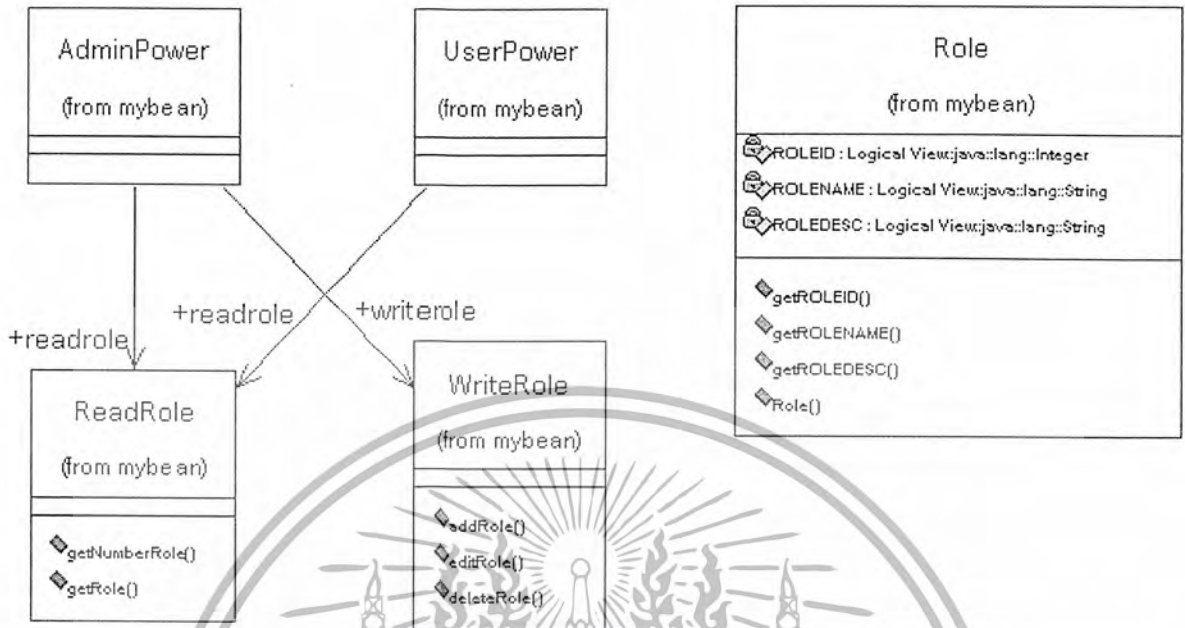 AdminPower
(from mybean)
UserPower
(from mybean)
Role
(from mybean)
ROLEID : Logical View:java::lang::Integer
ROLENAME : Logical View:java::lang::String
ROLEDESC : Logical View:java::lang::String
getROLEID()
getROLENAME()
getROLEDESC()
Role()
+readrole
+readrole
+writerole
ReadRole
(from mybean)
getNumberRole()
getRole()
WriteRole
(from mybean)
addRole()
editRole()
deleteRole()